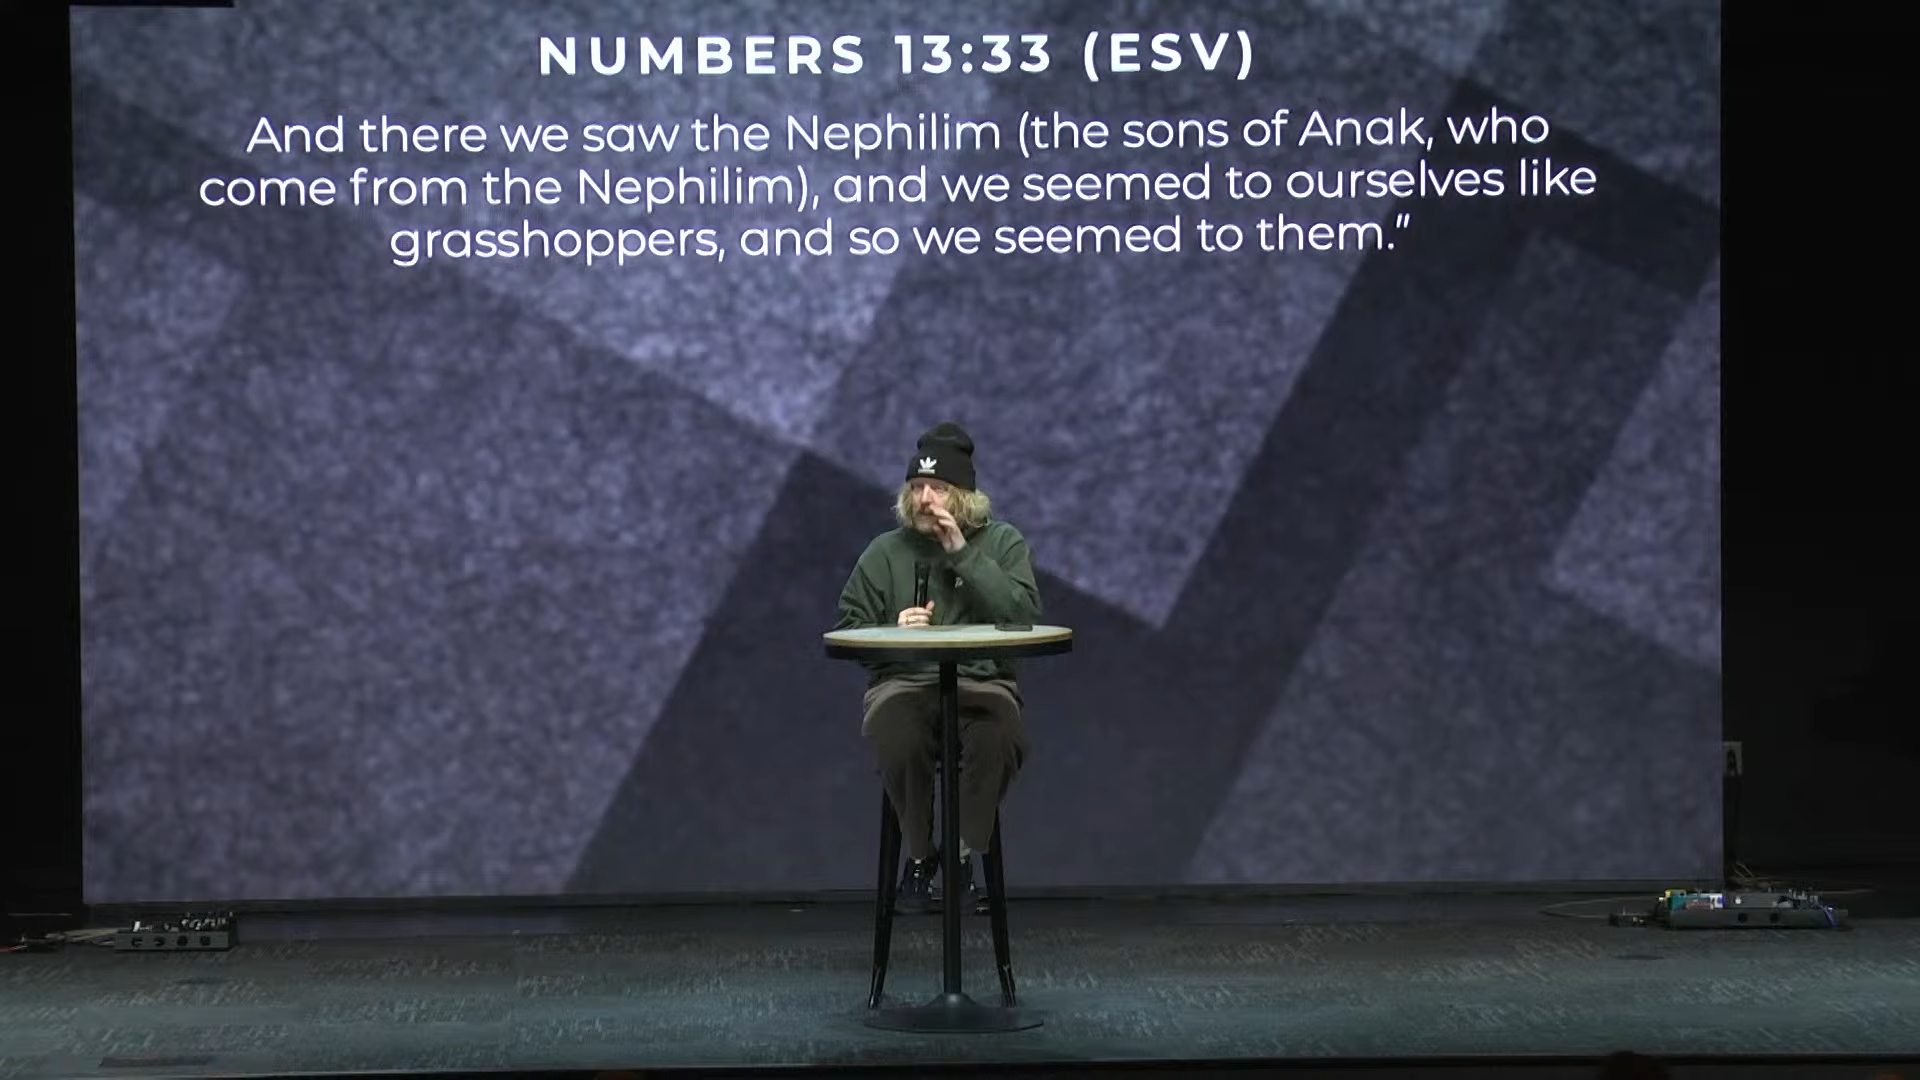 NUMBERS 13:33 (ESV)
And there we saw the Nephilim (the sons of Anak, who
come from the Nephilim), and we seemed to ourselves like
grasshoppers, and so we seemed to them.”